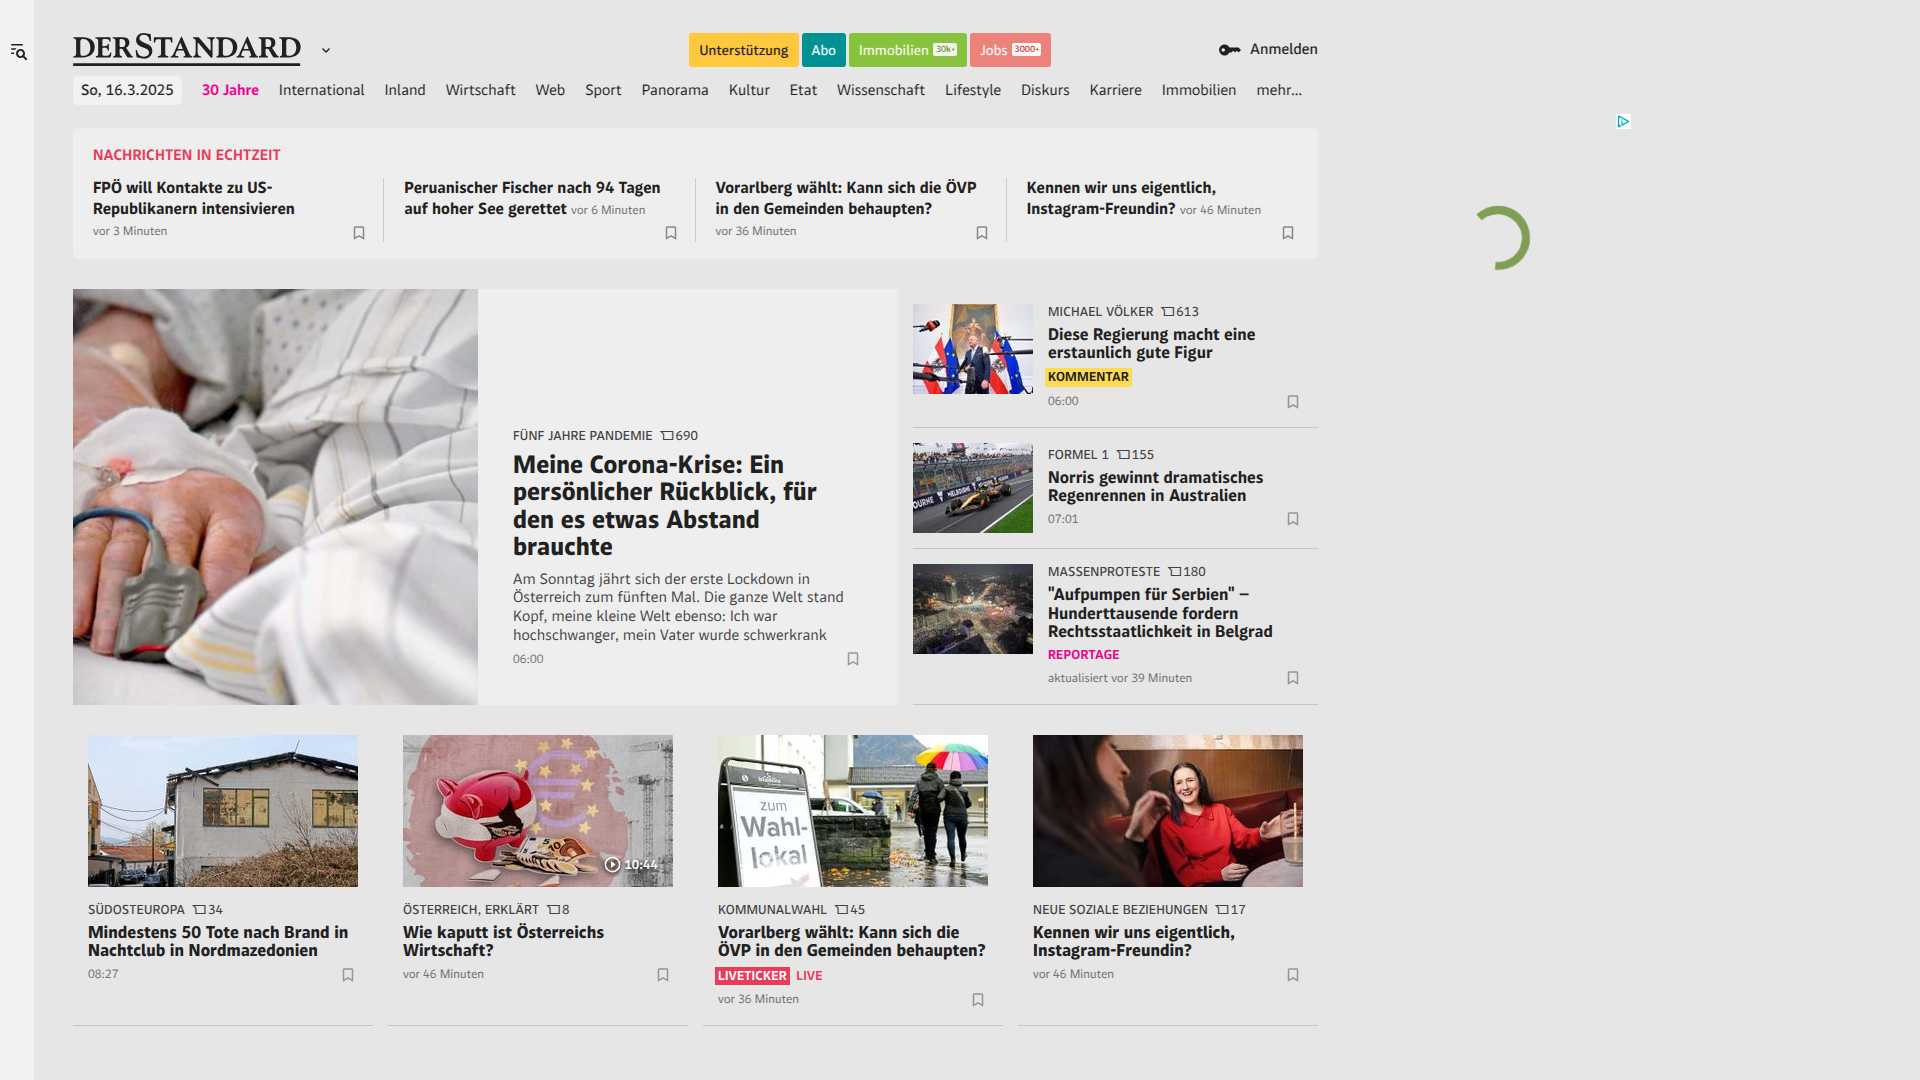 DERSTANDARD
Unterstützung
Abo
Immobilien 30k+
Jobs 3000+
Anmelden
So, 16.3.2025
30 Jahre
International
Inland
Wirtschaft
Web
Sport
Panorama
Kultur
Etat
Wissenschaft
Lifestyle
Diskurs
Karriere
Immobilien
mehr...
NACHRICHTEN IN ECHTZEIT
FPÖ will Kontakte zu US-
Republikanern intensivieren
vor 3 Minuten
Peruanischer Fischer nach 94 Tagen
auf hoher See gerettet vor 6 Minuten
Vorarlberg wählt: Kann sich die ÖVP
in den Gemeinden behaupten?
vor 36 Minuten
Kennen wir uns eigentlich,
Instagram-Freundin? vor 46 Minuten
FÜNF JAHRE PANDEMIE 690
Meine Corona-Krise: Ein
persönlicher Rückblick, für
den es etwas Abstand
brauchte
Am Sonntag jährt sich der erste Lockdown in
Österreich zum fünften Mal. Die ganze Welt stand
Kopf, meine kleine Welt ebenso: Ich war
hochschwanger, mein Vater wurde schwerkrank
06:00
MICHAEL VÖLKER 613
Diese Regierung macht eine
erstaunlich gute Figur
KOMMENTAR
06:00
FORMEL 1 155
Norris gewinnt dramatisches
Regenrennen in Australien
07:01
MASSENPROTESTE 180
"Aufpumpen für Serbien" –
Hunderttausende fordern
Rechtsstaatlichkeit in Belgrad
REPORTAGE
aktualisiert vor 39 Minuten
SÜDOSTEUROPA 34
Mindestens 50 Tote nach Brand in
Nachtclub in Nordmazedonien
08:27
10:44
ÖSTERREICH, ERKLÄRT 8
Wie kaputt ist Österreichs
Wirtschaft?
vor 46 Minuten
zum
Wahl-
lokal
KOMMUNALWAHL 45
Vorarlberg wählt: Kann sich die
ÖVP in den Gemeinden behaupten?
LIVETICKER LIVE
vor 36 Minuten
NEUE SOZIALE BEZIEHUNGEN 17
Kennen wir uns eigentlich,
Instagram-Freundin?
vor 46 Minuten